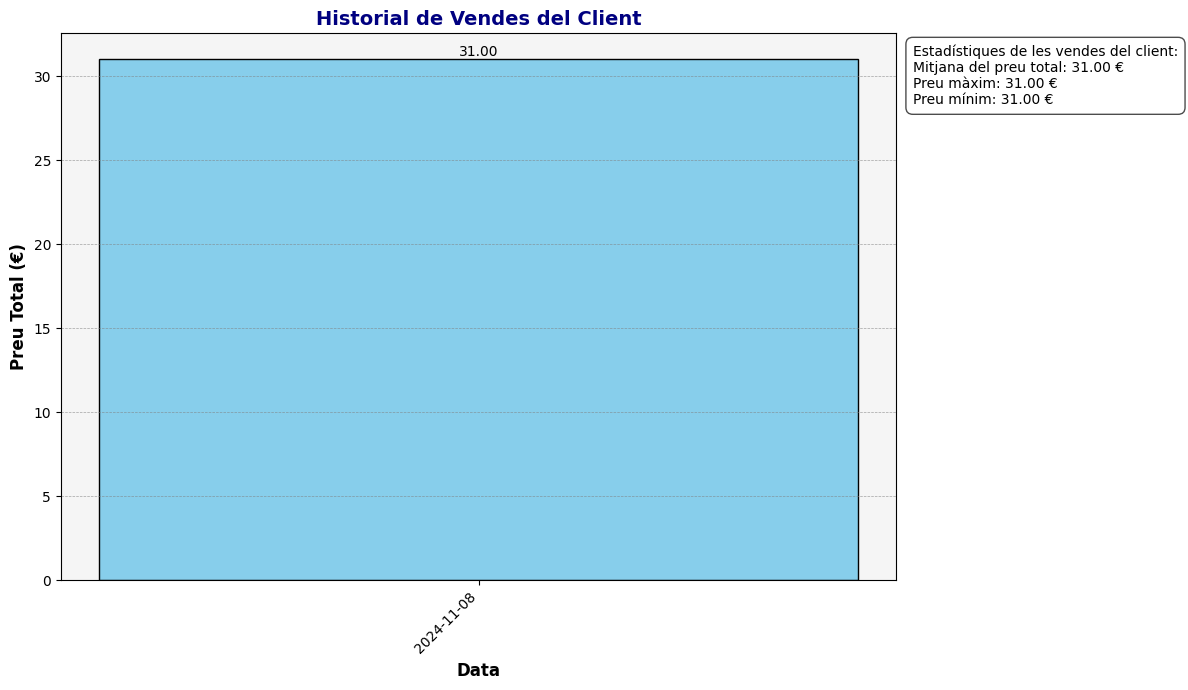 Historial de Vendes del Client
31.00
Estadístiques de les vendes del client:
Mitjana del preu total: 31.00 €
Preu màxim: 31.00 €
Preu mínim: 31.00 €
Preu Total (€)
30
25
20
15
10
5
0
2024-11-08
Data